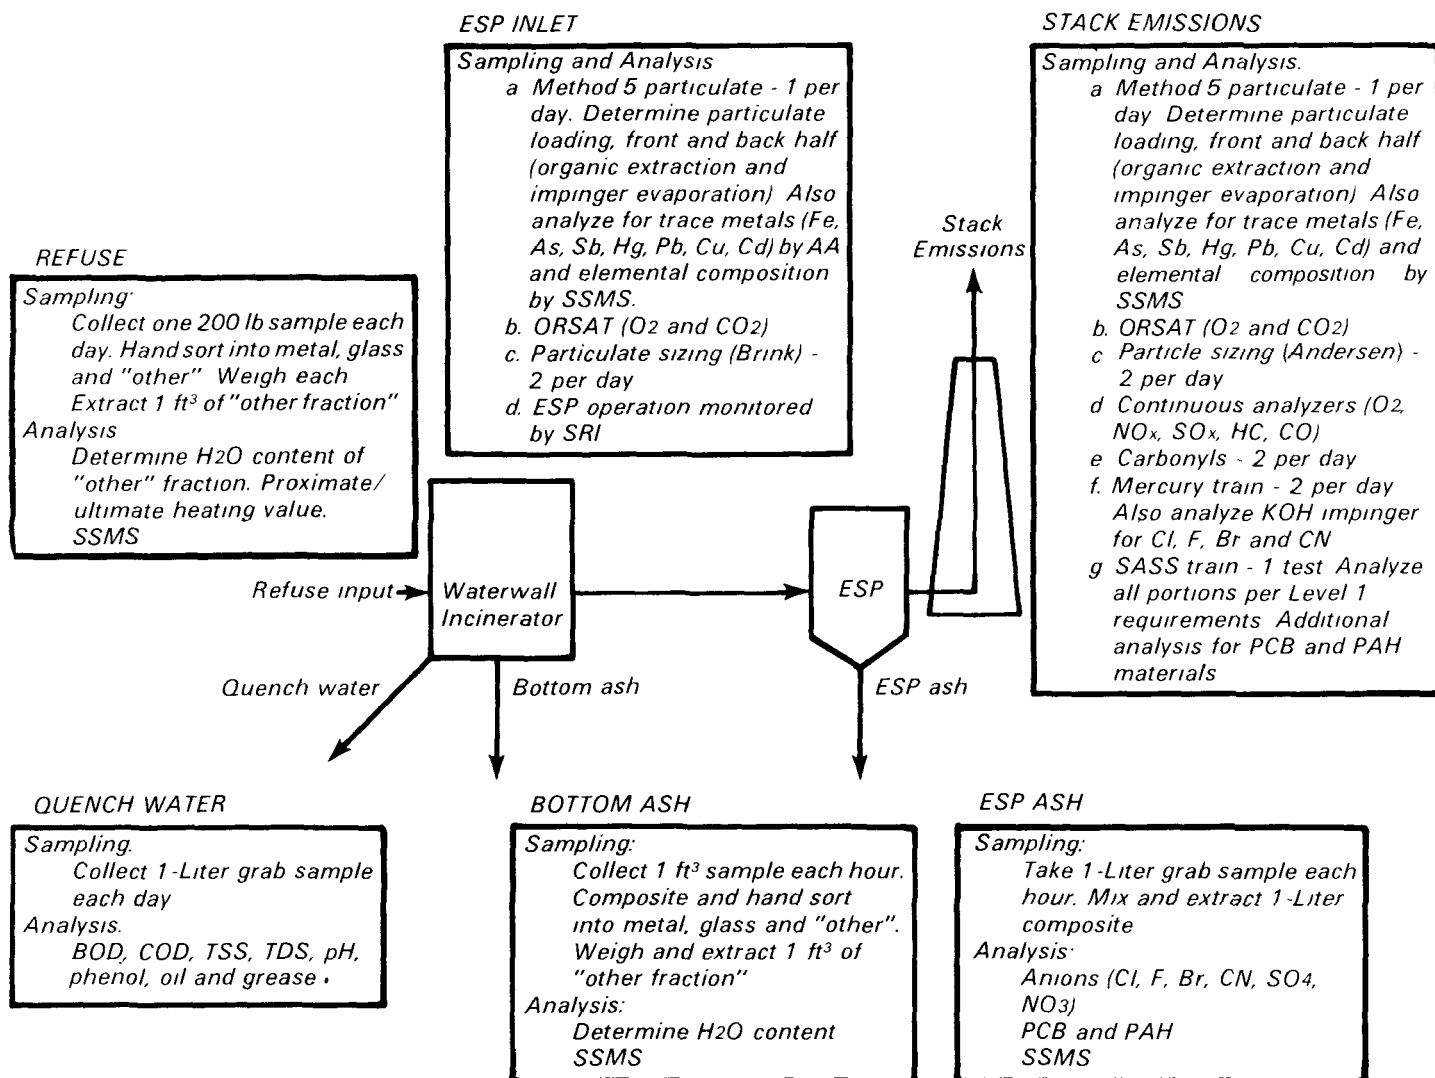 ESP INLET
Sampling and Analysis
a Method 5 particulate - 1 per
day. Determine particulate
loading, front and back half
(organic extraction and
impinger evaporation) Also
analyze for trace metals (Fe,
As, Sb, Hg, Pb, Cu, Cd) by AA
and elemental composition
by SSMS.
b. ORSAT (O2 and CO2)
c. Particulate sizing (Brink) -
2 per day
d. ESP operation monitored
by SRI
STACK EMISSIONS
Sampling and Analysis.
a Method 5 particulate - 1 per
day Determine particulate
loading, front and back half
(organic extraction and
impinger evaporation) Also
analyze for trace metals (Fe,
As, Sb, Hg, Pb, Cu, Cd) and
elemental composition by
SSMS
b. ORSAT (O2 and CO2)
c Particle sizing (Andersen) -
2 per day
d Continuous analyzers (O2,
NOx, SOx, HC, CO)
e Carbonyls - 2 per day
f. Mercury train - 2 per day
Also analyze KOH impinger
for Cl, F, Br and CN
g SASS train - 1 test Analyze
all portions per Level 1
requirements Additional
analysis for PCB and PAH
materials
REFUSE
Sampling:
Collect one 200 lb sample each
day. Hand sort into metal, glass
and "other" Weigh each
Extract 1 ft³ of "other fraction"
Analysis
Determine H2O content of
"other" fraction. Proximate/
ultimate heating value.
SSMS
Stack
Emissions
Refuse input
Waterwall
Incinerator
ESP
Quench water
Bottom ash
ESP ash
QUENCH WATER
Sampling.
Collect 1-Liter grab sample
each day
Analysis.
BOD, COD, TSS, TDS, pH,
phenol, oil and grease .
BOTTOM ASH
Sampling:
Collect 1 ft³ sample each hour.
Composite and hand sort
into metal, glass and "other".
Weigh and extract 1 ft³ of
"other fraction"
Analysis:
Determine H2O content
SSMS
ESP ASH
Sampling:
Take 1-Liter grab sample each
hour. Mix and extract 1-Liter
composite
Analysis:
Anions (Cl, F, Br, CN, SO4,
NO3)
PCB and PAH
SSMS